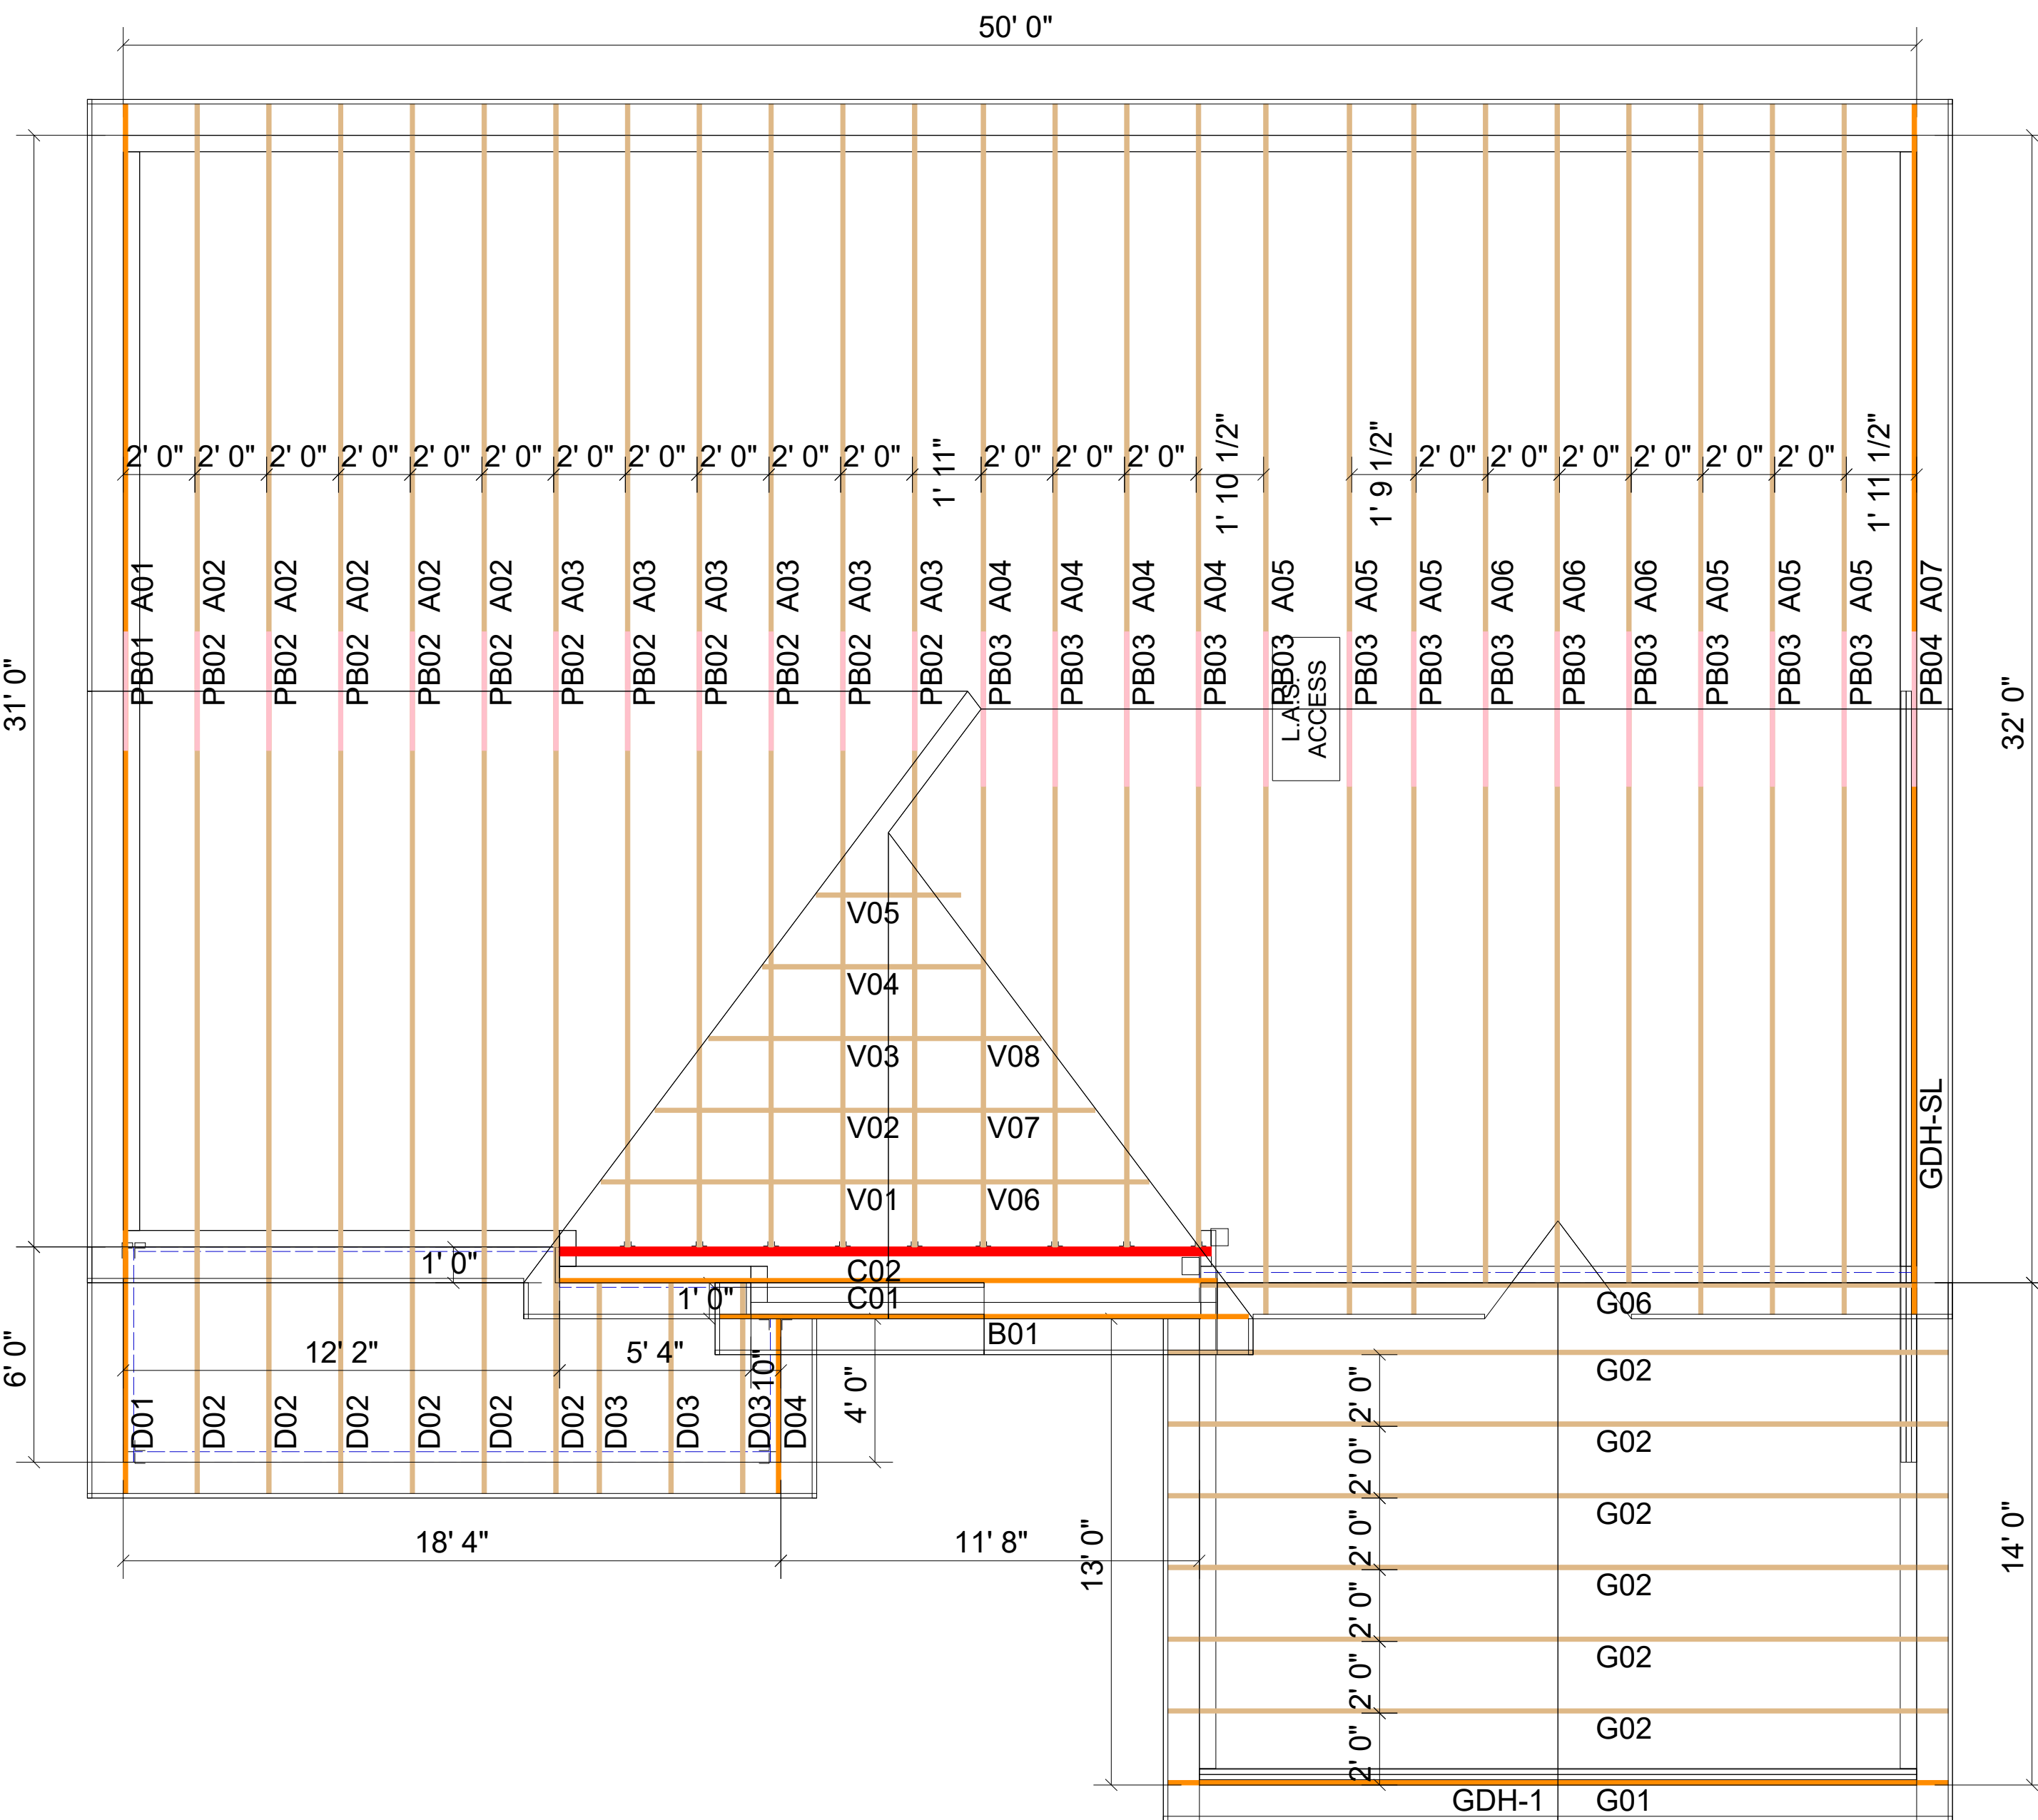 50' 0"
2' 0" 2' 0" 2' 0" 2' 0" 2' 0" 2' 0" 2' 0" 2' 0" 2' 0" 2' 0" 2' 0" 1' 11" 2' 0" 2' 0" 2' 0" 1' 10 1/2" 1' 9 1/2" 2' 0" 2' 0" 2' 0" 2' 0" 2' 0" 2' 0" 1' 11 1/2"
A01 A02 A02 A02 A02 A02 A03 A03 A03 A03 A03 A03 A04 A04 A04 A04 A05 A05 A05 A06 A06 A06 A05 A05 A05 A07
PB01 PB02 PB02 PB02 PB02 PB02 PB02 PB02 PB02 PB02 PB02 PB02 PB03 PB03 PB03 PB03 PB03 PB03 PB03 PB03 PB03 PB03 PB03 PB03 PB03 PB04
31' 0"
32' 0"
L.A.S.
ACCESS
V05
V04
V03 V08
V02 V07
V01 V06
GDH-SL
1' 0"
C02
1' 0"
C01
G06
B01
12' 2" 5' 4" 10"
6' 0"
4' 0"
D01 D02 D02 D02 D02 D02 D02 D03 D03 D03 D04
18' 4" 11' 8"
13' 0"
14' 0"
2' 0"
G02
2' 0"
G02
2' 0"
G02
2' 0"
G02
2' 0"
G02
2' 0"
G02
GDH-1 G01